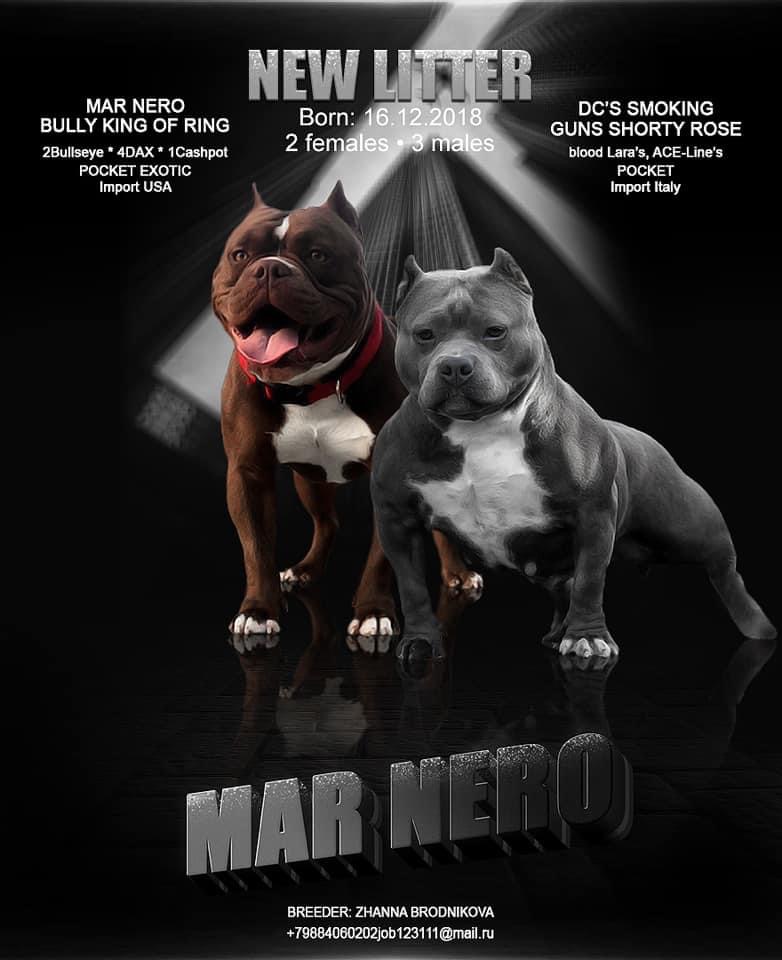 NEW LITTER
Born: 16.12.2018
2 females • 3 males
MAR NERO
BULLY KING OF RING
2Bullseye * 4DAX * 1Cashpot
POCKET EXOTIC
Import USA
DC'S SMOKING
GUNS SHORTY ROSE
blood Lara's, ACE-Line's
POCKET
Import Italy
MAR NERO
BREEDER: ZHANNA BRODNIKOVA
+79884060202job123111@mail.ru